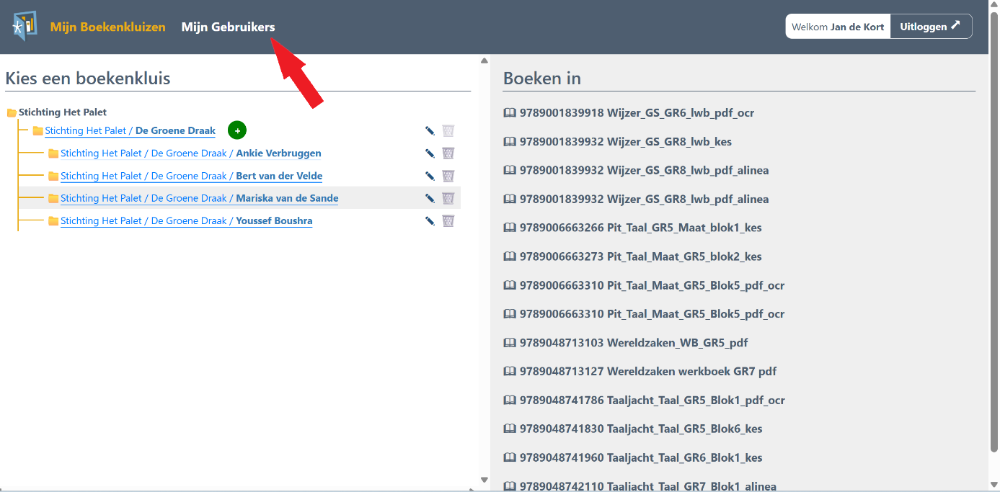 Mijn Boekenkluizen Mijn Gebruikers Welkom Jan de Kort Uitloggen
Kies een boekenkluis
Stichting Het Palet
Stichting Het Palet / De Groene Draak
Stichting Het Palet / De Groene Draak / Ankie Verbruggen
Stichting Het Palet / De Groene Draak / Bert van der Velde
Stichting Het Palet / De Groene Draak / Mariska van de Sande
Stichting Het Palet / De Groene Draak / Youssef Boushra
Boeken in
9789001839918 Wijzer_GS_GR6_lwb_pdf_ocr
9789001839932 Wijzer_GS_GR8_lwb_kes
9789001839932 Wijzer_GS_GR8_lwb_pdf_alinea
9789001839932 Wijzer_GS_GR8_lwb_pdf_alinea
9789006663266 Pit_Taal_GR5_Maat_blok1_kes
9789006663273 Pit_Taal_Maat_GR5_blok2_kes
9789006663310 Pit_Taal_Maat_GR5_Blok5_pdf_ocr
9789006663310 Pit_Taal_Maat_GR5_Blok5_pdf_ocr
9789048713103 Wereldzaken_WB_GR5_pdf
9789048713127 Wereldzaken werkboek GR7 pdf
9789048741786 Taaljacht_Taal_GR5_Blok1_pdf_ocr
9789048741830 Taaljacht_Taal_GR5_Blok6_kes
9789048741960 Taaljacht_Taal_GR6_Blok1_kes
9789048742110 Taaljacht_Taal_GR7_Blok1_alinea